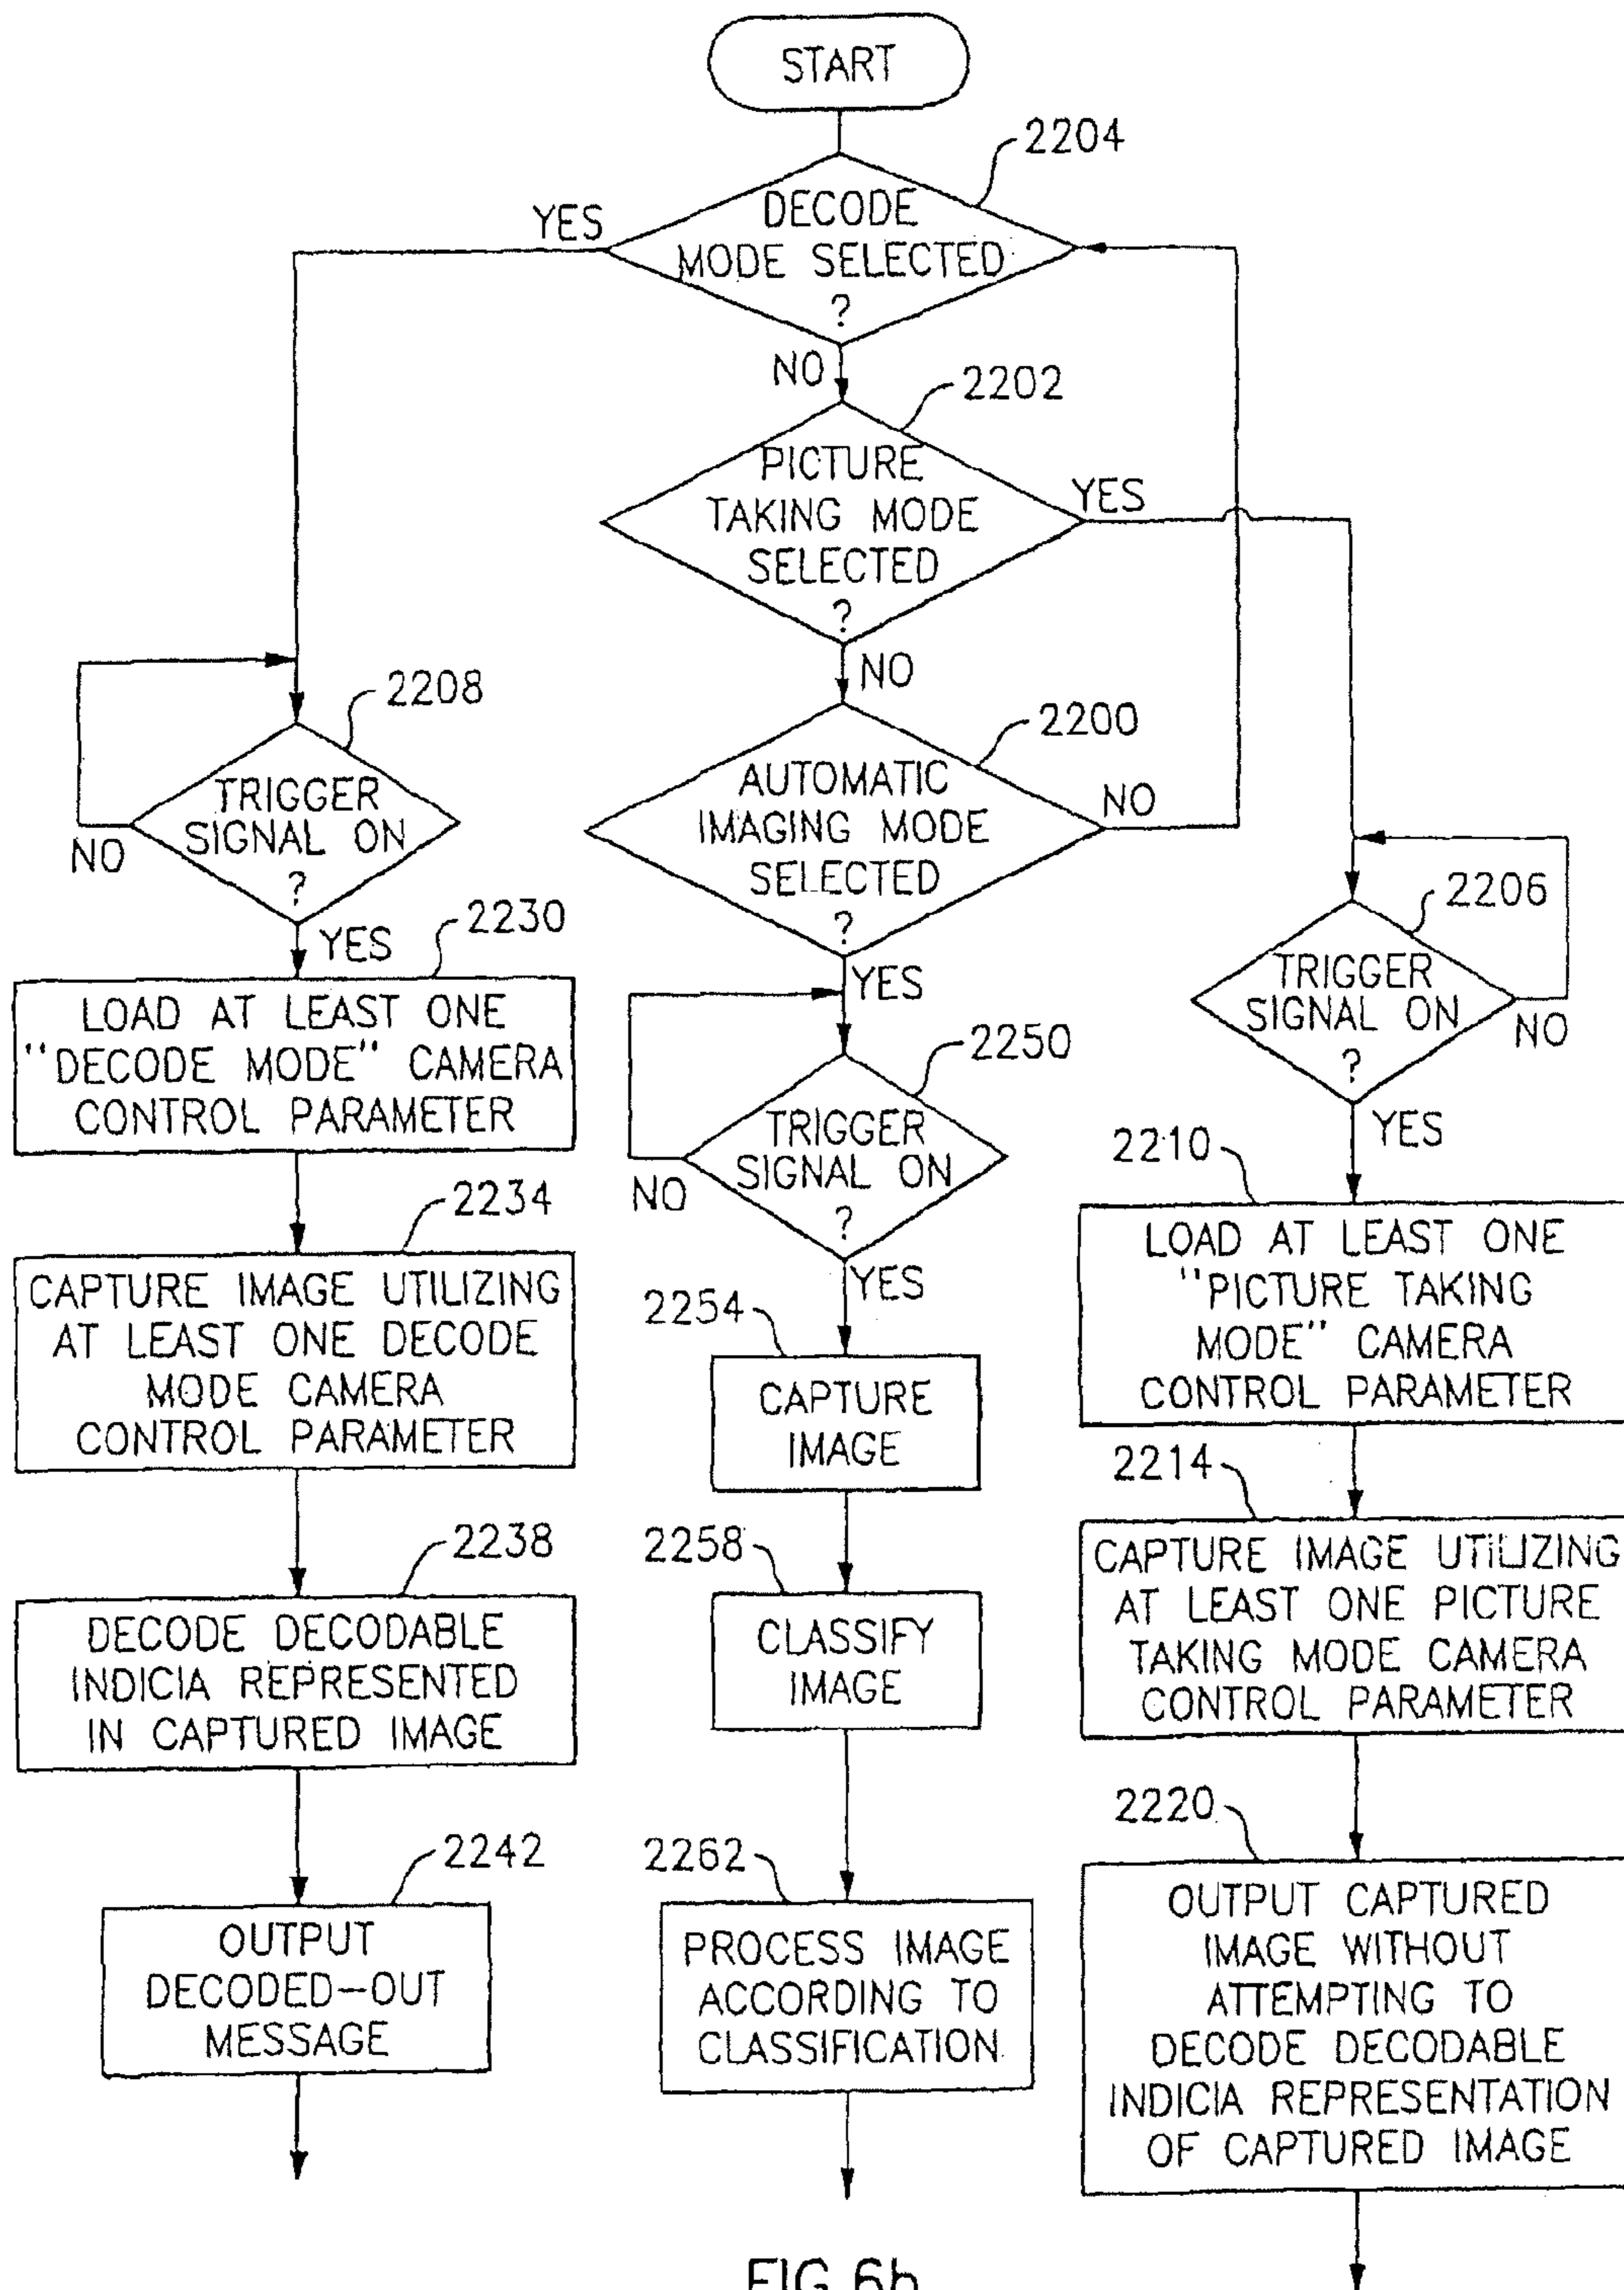 START
2204
DECODE
MODE SELECTED
?
YES
NO
2202
PICTURE
TAKING MODE
SELECTED
?
YES
NO
2200
AUTOMATIC
IMAGING MODE
SELECTED
?
NO
YES
2208
TRIGGER
SIGNAL ON
?
NO
YES
2230
LOAD AT LEAST ONE
"DECODE MODE" CAMERA
CONTROL PARAMETER
2234
CAPTURE IMAGE UTILIZING
AT LEAST ONE DECODE
MODE CAMERA
CONTROL PARAMETER
2238
DECODE DECODABLE
INDICIA REPRESENTED
IN CAPTURED IMAGE
2242
OUTPUT
DECODED-OUT
MESSAGE
2250
TRIGGER
SIGNAL ON
?
NO
YES
2254
CAPTURE
IMAGE
2258
CLASSIFY
IMAGE
2262
PROCESS IMAGE
ACCORDING TO
CLASSIFICATION
2206
TRIGGER
SIGNAL ON
?
NO
YES
2210
LOAD AT LEAST ONE
"PICTURE TAKING
MODE" CAMERA
CONTROL PARAMETER
2214
CAPTURE IMAGE UTILIZING
AT LEAST ONE PICTURE
TAKING MODE CAMERA
CONTROL PARAMETER
2220
OUTPUT CAPTURED
IMAGE WITHOUT
ATTEMPTING TO
DECODE DECODABLE
INDICIA REPRESENTATION
OF CAPTURED IMAGE
FIG.6b